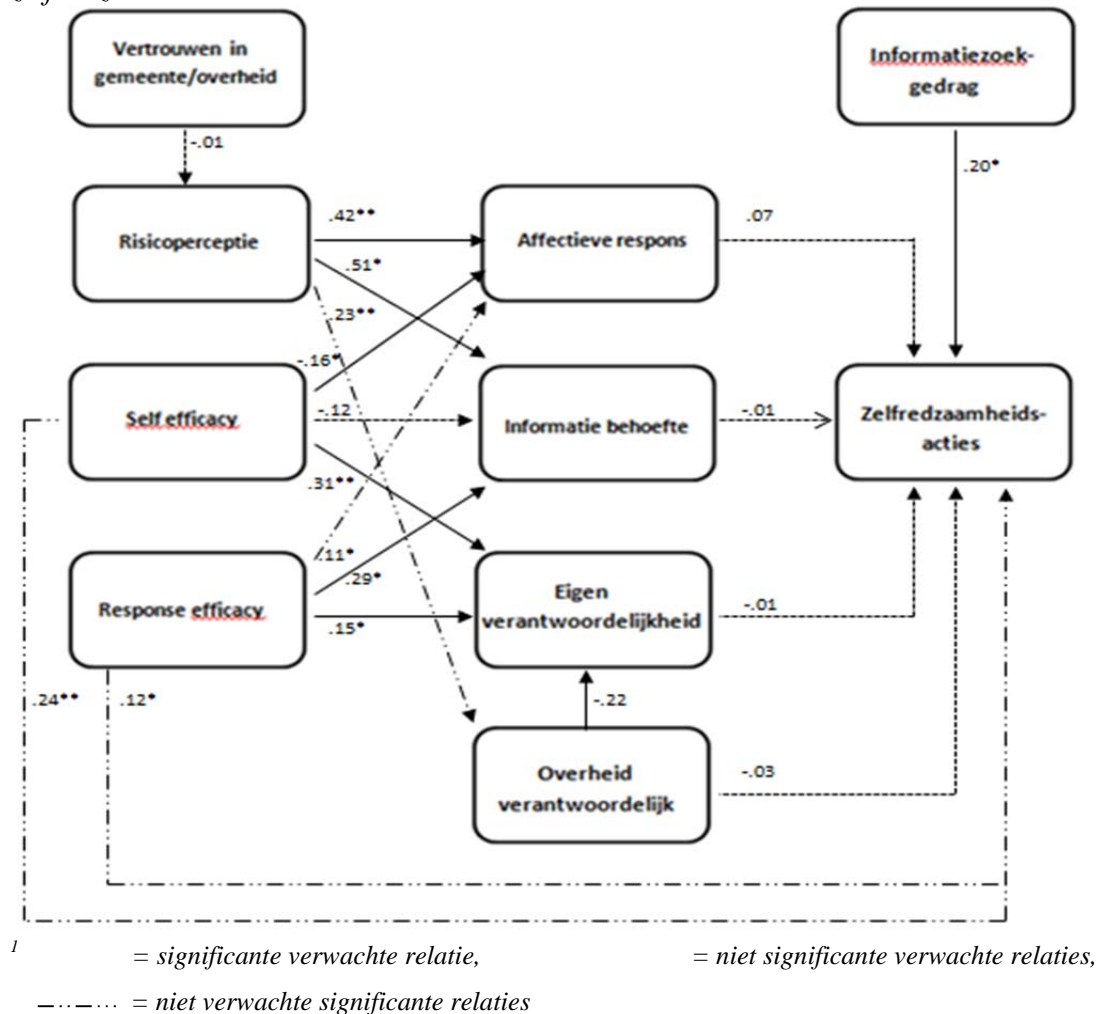 Vertrouwen in
gemeente/overheid
Informatiezoek-
gedrag
-.01
.20*
Risicoperceptie
.42**
Affectieve respons
.07
.51*
.23**
-.16*
Self efficacy
-.12
Informatie behoefte
-.01
Zelfredzaamheids-
acties
.31**
.11*
.29*
Response efficacy
.15*
Eigen
verantwoordelijkheid
-.01
.24**
.12*
-.22
Overheid
verantwoordelijk
-.03
1
= significante verwachte relatie,
= niet significante verwachte relaties,
= niet verwachte significante relaties